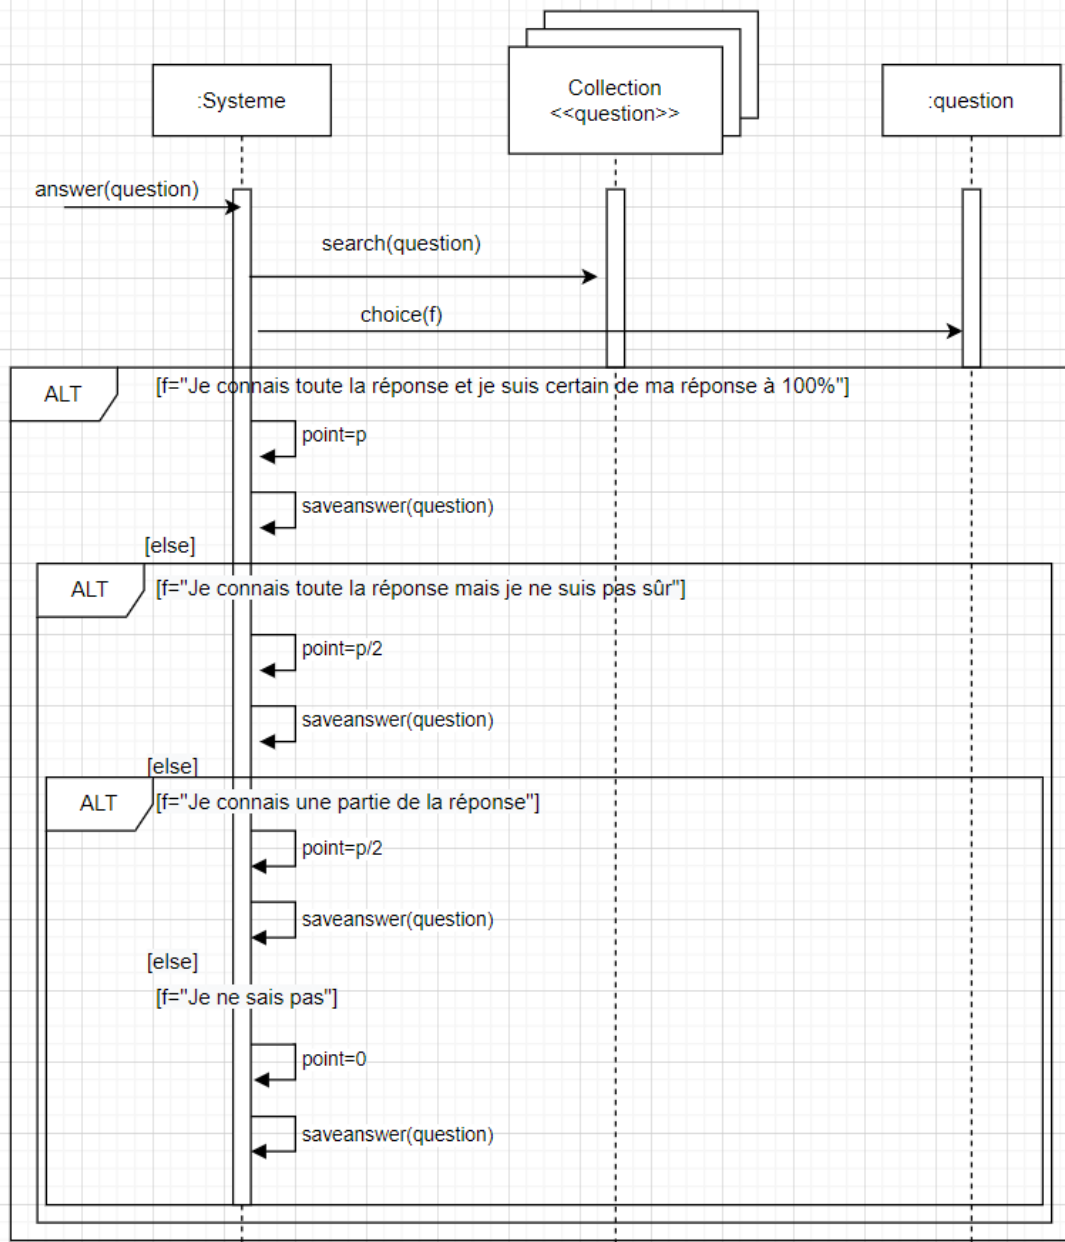 :Systeme
Collection
<<question>>
:question
answer(question)
search(question)
choice(f)
ALT
[f="Je connais toute la réponse et je suis certain de ma réponse à 100%"]
point=p
saveanswer(question)
[else]
ALT
[f="Je connais toute la réponse mais je ne suis pas sûr"]
point=p/2
saveanswer(question)
[else]
ALT
[f="Je connais une partie de la réponse"]
point=p/2
saveanswer(question)
[else]
[f="Je ne sais pas"]
point=0
saveanswer(question)